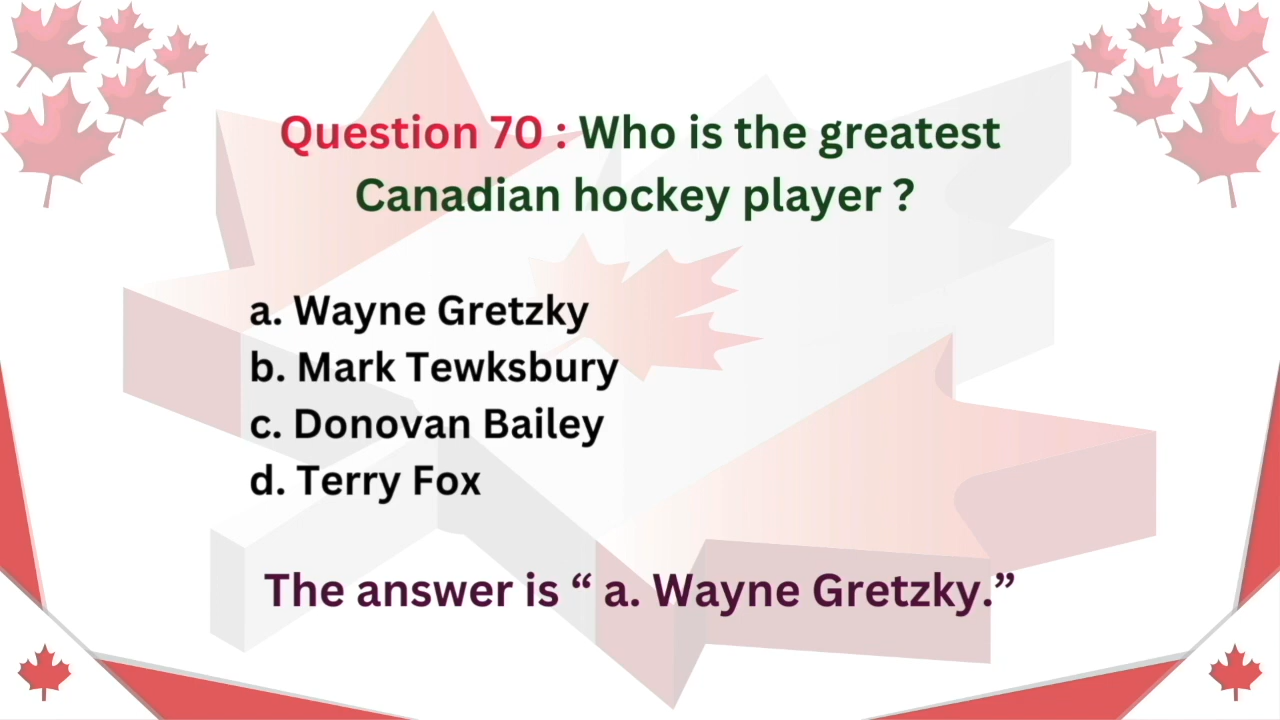 Question 70 : Who is the greatest
Canadian hockey player ?
a. Wayne Gretzky
b. Mark Tewksbury
c. Donovan Bailey
d. Terry Fox
The answer is “ a. Wayne Gretzky.”